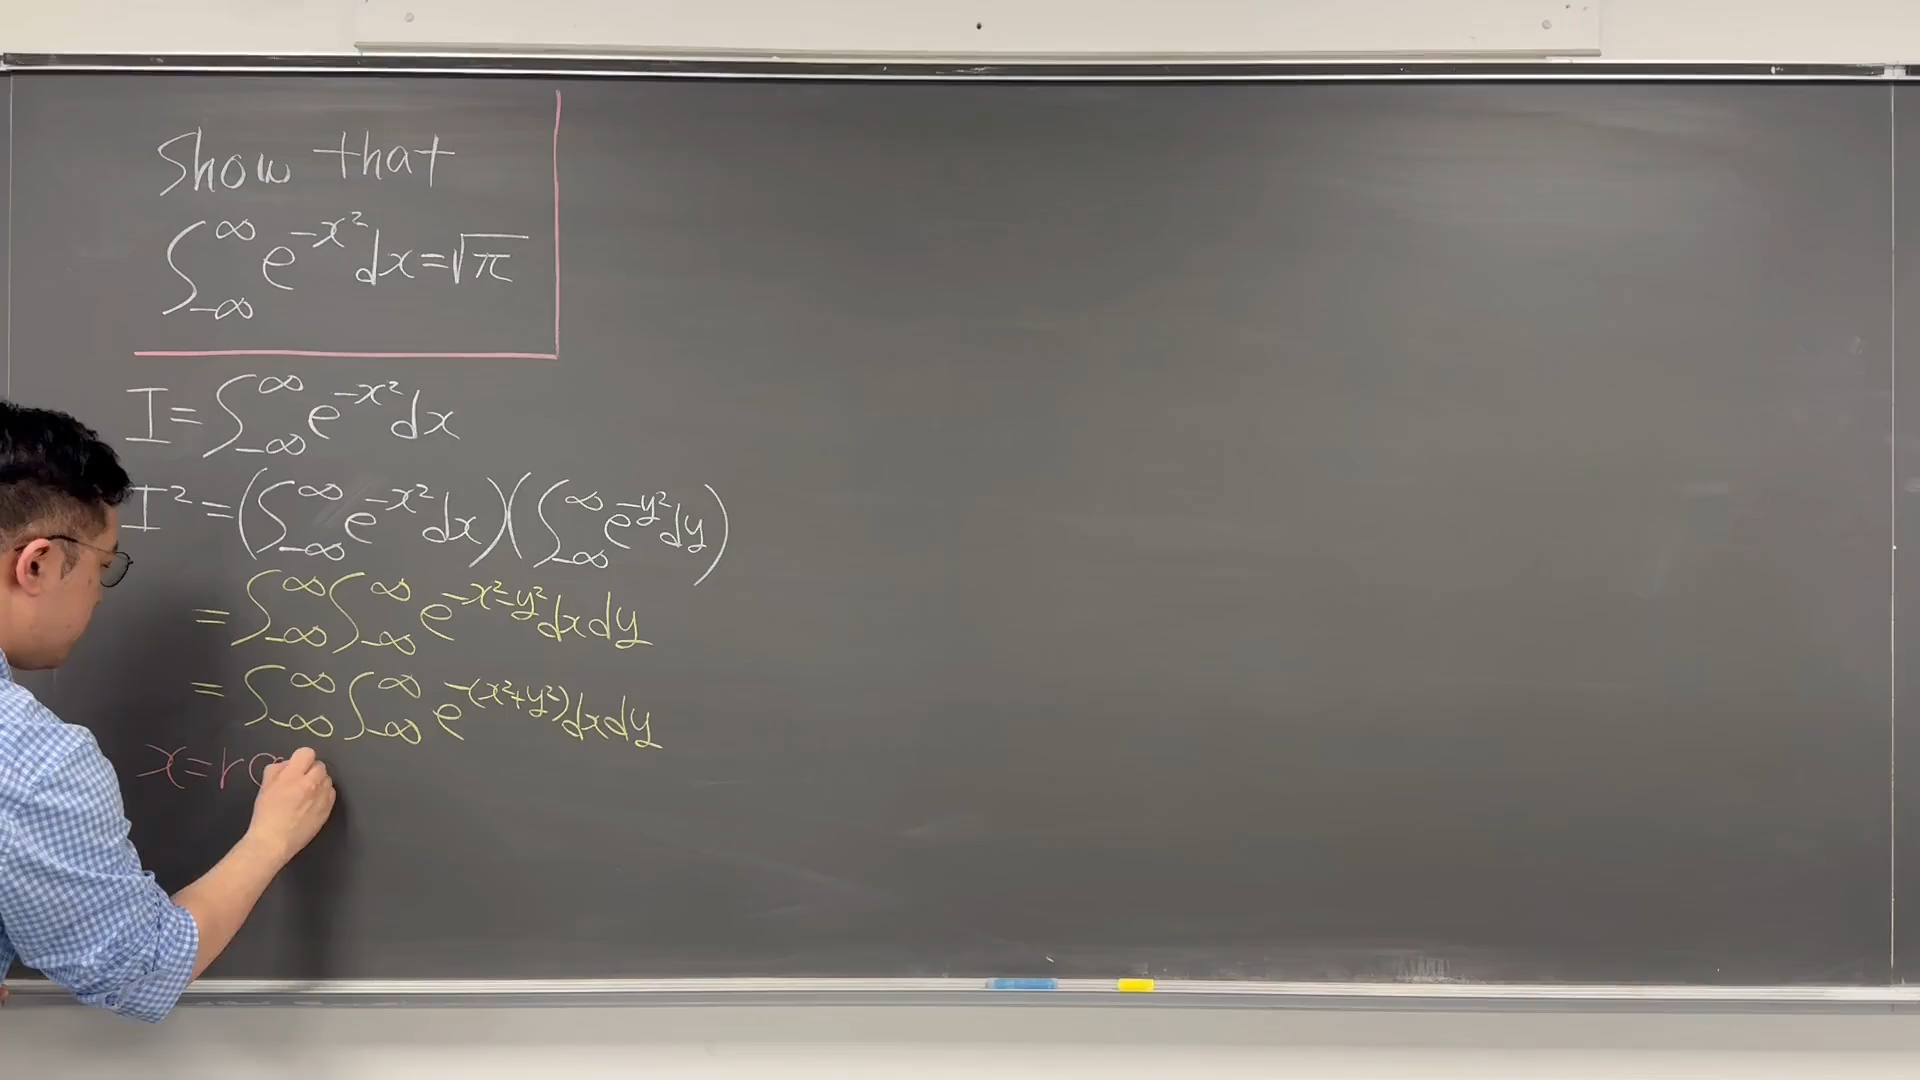 Show that
∫_{-∞}^{∞} e^{-x²} dx = √π
I = ∫_{-∞}^{∞} e^{-x²} dx
I² = (∫_{-∞}^{∞} e^{-x²} dx)(∫_{-∞}^{∞} e^{-y²} dy)
= ∫_{-∞}^{∞} ∫_{-∞}^{∞} e^{-x²-y²} dx dy
= ∫_{-∞}^{∞} ∫_{-∞}^{∞} e^{-(x²+y²)} dx dy
x = r